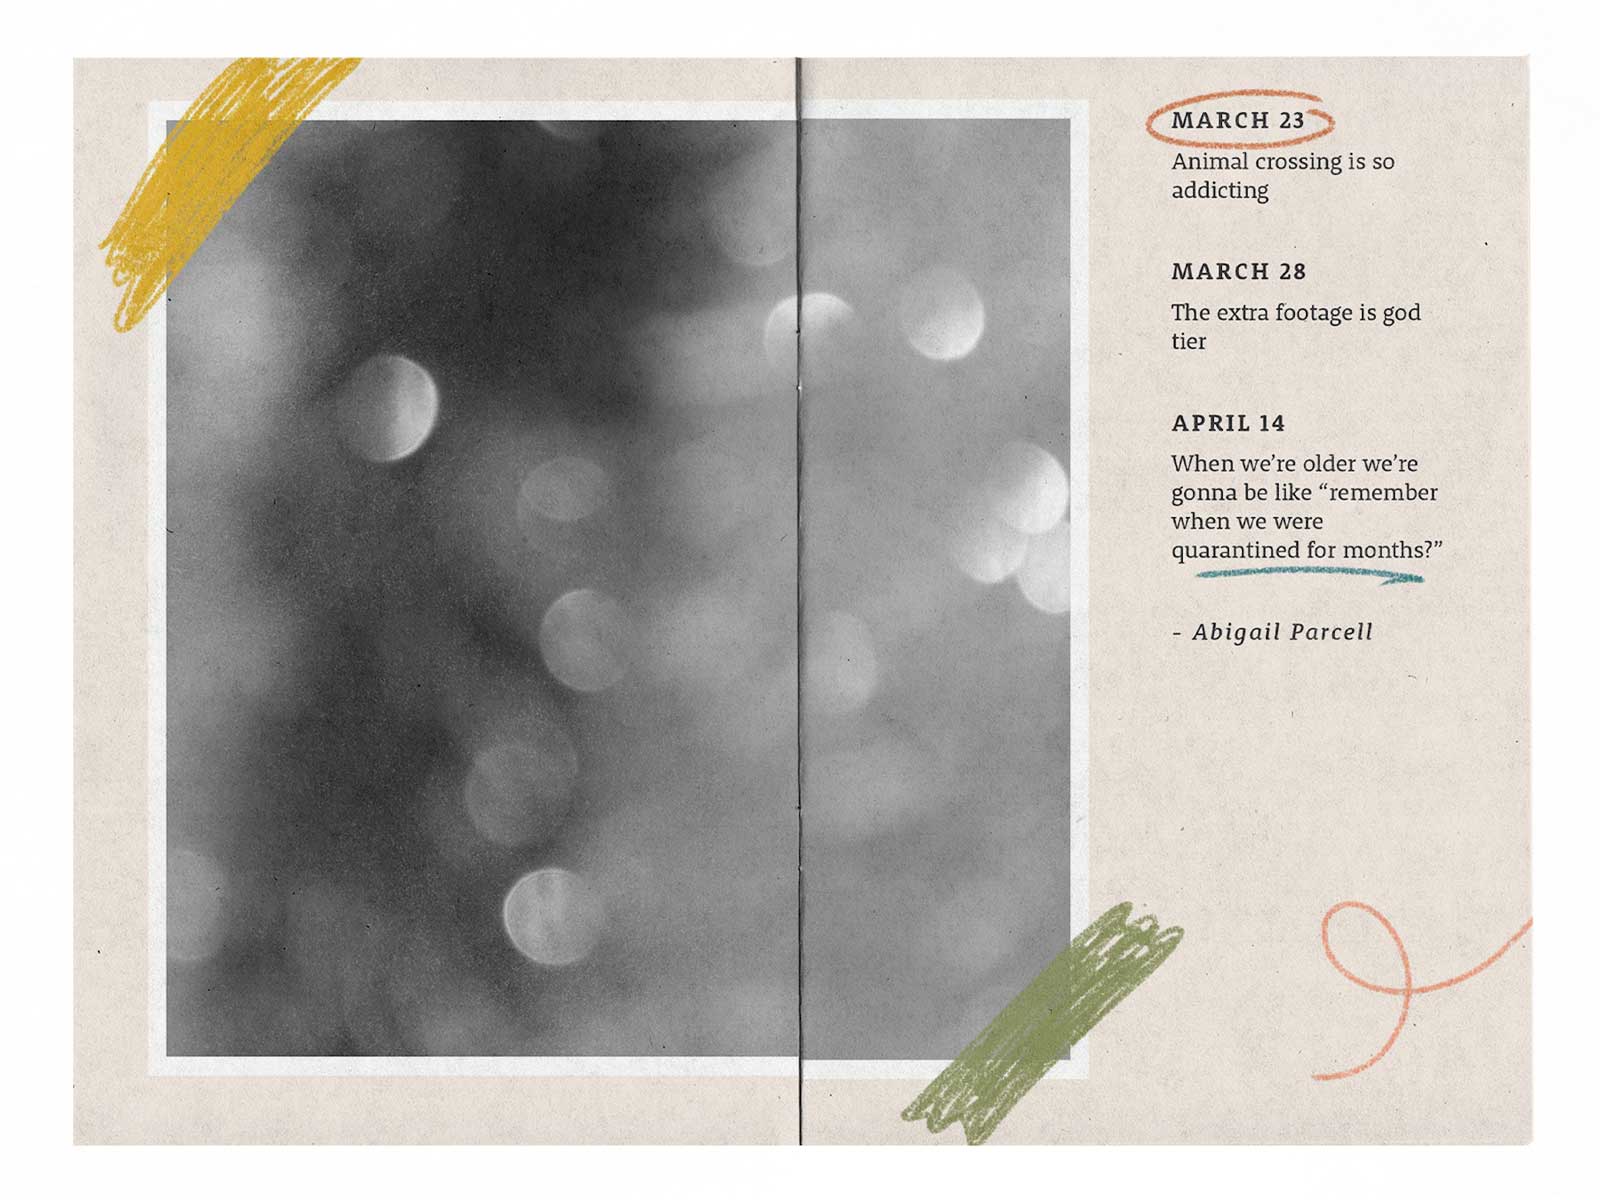 MARCH 23
Animal crossing is so
addicting
MARCH 28
The extra footage is god
tier
APRIL 14
When we’re older we’re
gonna be like “remember
when we were
quarantined for months?”
- Abigail Parcell